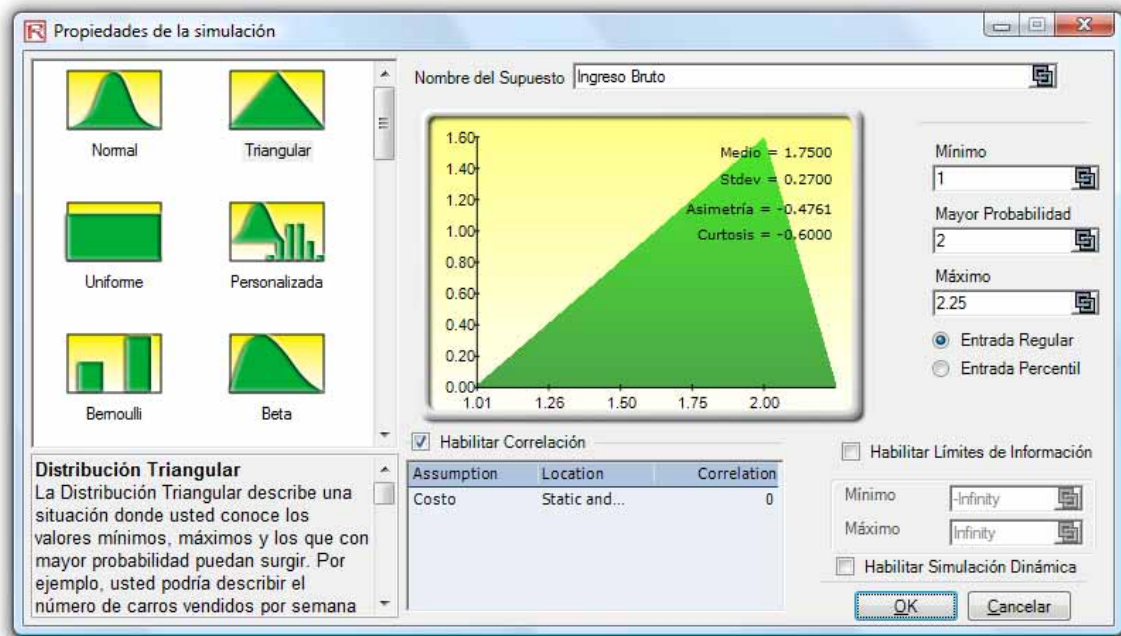 Propiedades de la simulación
Normal
Triangular
Uniforme
Personalizada
Bernoulli
Beta
Distribución Triangular
La Distribución Triangular describe una
situación donde usted conoce los
valores mínimos, máximos y los que con
mayor probabilidad puedan surgir. Por
ejemplo, usted podría describir el
número de carros vendidos por semana
Nombre del Supuesto Ingreso Bruto
1.60
1.40
1.20
1.00
0.80
0.60
0.40
0.20
0.00
1.01 1.26 1.50 1.75 2.00
Medio = 1.7500
Stdev = 0.2700
Asimetría = -0.4761
Curtosis = -0.6000
Mínimo
1
Mayor Probabilidad
2
Máximo
2.25
Entrada Regular
Entrada Percentil
Habilitar Correlación
Assumption Location Correlation
Costo Static and... 0
Habilitar Límites de Información
Mínimo -Infinity
Máximo Infinity
Habilitar Simulación Dinámica
OK Cancelar